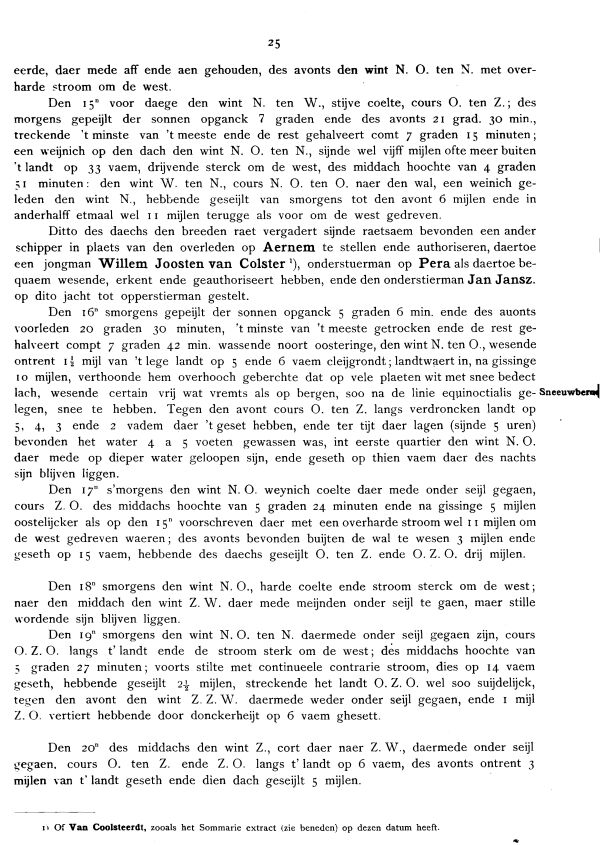 25
eerde, daer mede aff ende aen gehouden, des avonts den wint N. O. ten N. met over-
harde stroom om de west.
Den 15ⁿ voor daege den wint N. ten W., stijve coelte, cours O. ten Z.; des
morgens gepeijlt der sonnen opganck 7 graden ende des avonts 21 grad. 30 min.,
treckende 't minste van 't meeste ende de rest gehalveert comt 7 graden 15 minuten;
een weijnich op den dach den wint N. O. ten N., sijnde wel vijff mijlen ofte meer buiten
't landt op 33 vaem, drijvende sterck om de west, des middach hoochte van 4 graden
51 minuten: den wint W. ten N., cours N. O. ten O. naer den wal, een weinich ge-
leden den wint N., hebbende geseijlt van smorgens tot den avont 6 mijlen ende in
anderhalff etmaal wel 11 mijlen terugge als voor om de west gedreven.
Ditto des daechs den breeden raet vergadert sijnde raetsaem bevonden een ander
schipper in plaets van den overleden op Aernem te stellen ende authoriseren, daertoe
een jongman Willem Joosten van Colster ¹), onderstuerman op Pera als daertoe be-
quaem wesende, erkent ende geauthoriseert hebben, ende den onderstierman Jan Jansz.
op dito jacht tot opperstierman gestelt.
Den 16ⁿ smorgens gepeijlt der sonnen opganck 5 graden 6 min. ende des auonts
voorleden 20 graden 30 minuten, 't minste van 't meeste getrocken ende de rest ge-
halveert compt 7 graden 42 min. wassende noort oosteringe, den wint N. ten O., wesende
ontrent 1½ mijl van 't lege landt op 5 ende 6 vaem cleijgrondt; landtwaert in, na gissinge
10 mijlen, verthoonde hem overhooch geberchte dat op vele plaeten wit met snee bedect
lach, wesende certain vrij wat vremts als op bergen, soo na de linie equinoctialis ge-
Sneeuwberg
legen, snee te hebben. Tegen den avont cours O. ten Z. langs verdroncken landt op
5, 4, 3 ende 2 vadem daer 't geset hebben, ende ter tijt daer lagen (sijnde 5 uren)
bevonden het water 4 a 5 voeten gewassen was, int eerste quartier den wint N. O.
daer mede op dieper water geloopen sijn, ende geseth op thien vaem daer des nachts
sijn blijven liggen.
Den 17ⁿ s'morgens den wint N. O. weynich coelte daer mede onder seijl gegaen,
cours Z. O. des middachs hoochte van 5 graden 24 minuten ende na gissinge 5 mijlen
oostelijcker als op den 15ⁿ voorschreven daer met een overharde stroom wel 11 mijlen om
de west gedreven waeren; des avonts bevonden buijten de wal te wesen 3 mijlen ende
geseth op 15 vaem, hebbende des daechs geseijlt O. ten Z. ende O. Z. O. drij mijlen.
Den 18ⁿ smorgens den wint N. O., harde coelte ende stroom sterck om de west;
naer den middach den wint Z. W. daer mede meijnden onder seijl te gaen, maer stille
wordende sijn blijven liggen.
Den 19ⁿ smorgens den wint N. O. ten N. daermede onder seijl gegaen zijn, cours
O. Z. O. langs t' landt ende de stroom sterk om de west; des middachs hoochte van
5 graden 27 minuten; voorts stilte met continueele contrarie stroom, dies op 14 vaem
geseth, hebbende geseijlt 2½ mijlen, streckende het landt O. Z. O. wel soo suijdelijck,
tegen den avont den wint Z. Z. W. daermede weder onder seijl gegaen, ende 1 mijl
Z. O. vertiert hebbende door donckerheijt op 6 vaem ghesett.
Den 20ⁿ des middachs den wint Z., cort daer naer Z. W., daermede onder seijl
gegaen, cours O. ten Z. ende Z. O. langs t' landt op 6 vaem, des avonts ontrent 3
mijlen van t' landt geseth ende dien dach geseijlt 5 mijlen.
1) Of Van Coolsteerdt, zooals het Sommarie extract (zie beneden) op dezen datum heeft.